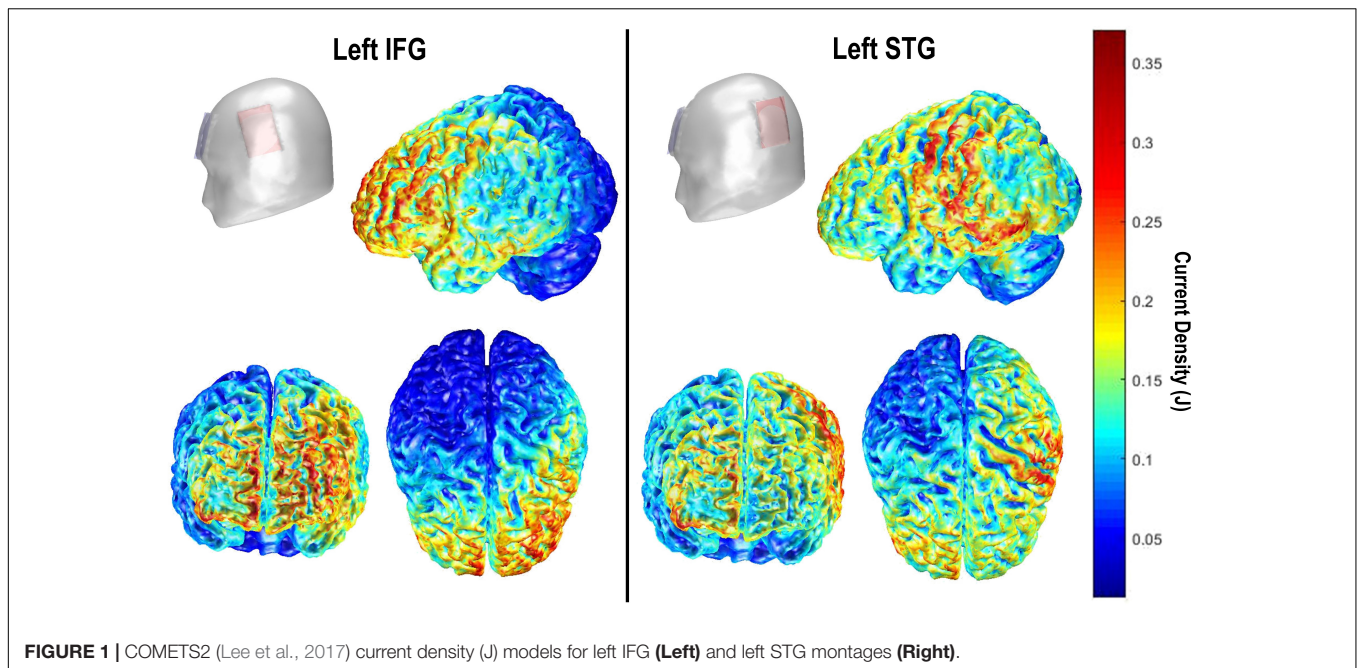 Left IFG
Left STG
0.35
0.3
0.25
0.2
0.15
0.1
0.05
Current Density (J)
FIGURE 1 | COMETS2 (Lee et al., 2017) current density (J) models for left IFG (Left) and left STG montages (Right).